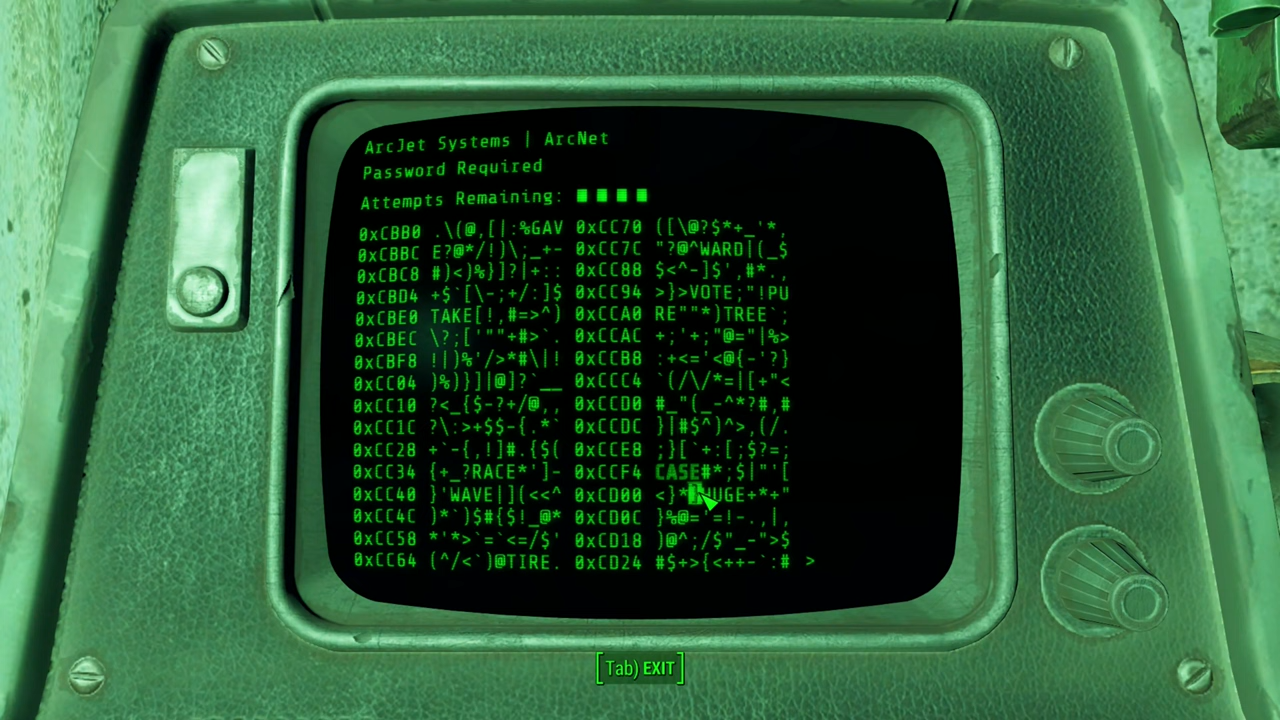 ArcJet Systems | ArcNet
Password Required
Attempts Remaining: ■ ■ ■ ■
0xCBB0 .\(@,[|:%GAV 0xCC70 ([\@?$*+_'*,
0xCBBC E?@*/!)\;_+- 0xCC7C "?@^WARD|(_$
0xCBC8 #)<)%}]?|+:: 0xCC88 $<^-]$',#*.,
0xCBD4 +$`[\-;+/:]$ 0xCC94 >}>VOTE;"!PU
0xCBE0 TAKE[!,#=>^) 0xCCA0 RE""*)TREE`;
0xCBEC \?;['""+#>`. 0xCCAC +;'+;"@="|%>
0xCBF8 !|)%'/>*#\|! 0xCCB8 :+<='<@{-'?}
0xCC04 )%)}]|@]?`__ 0xCCC4 `(/\/*=|[+"<
0xCC10 ?<_{$-?+/@,, 0xCCD0 #_"(_-^*?#,#
0xCC1C ?\:>+$$-{.*` 0xCCDC }|#$^)^>,(/.
0xCC28 +`-{,!]#.{$( 0xCCE8 ;}[`+:[;$?=;
0xCC34 {+_?RACE*']- 0xCCF4 CASE#*;$|"'[
0xCC40 }'WAVE|](<<^ 0xCD00 <}* HUGE+*+"
0xCC4C )*`)$#{$!_@* 0xCD0C }%@='=!-.,|,
0xCC58 *'*>`=`<=/$' 0xCD18 )@^;/$"_-">$
0xCC64 (^/<`)@TIRE. 0xCD24 #$+>{<++-`:# >
[Tab) EXIT]